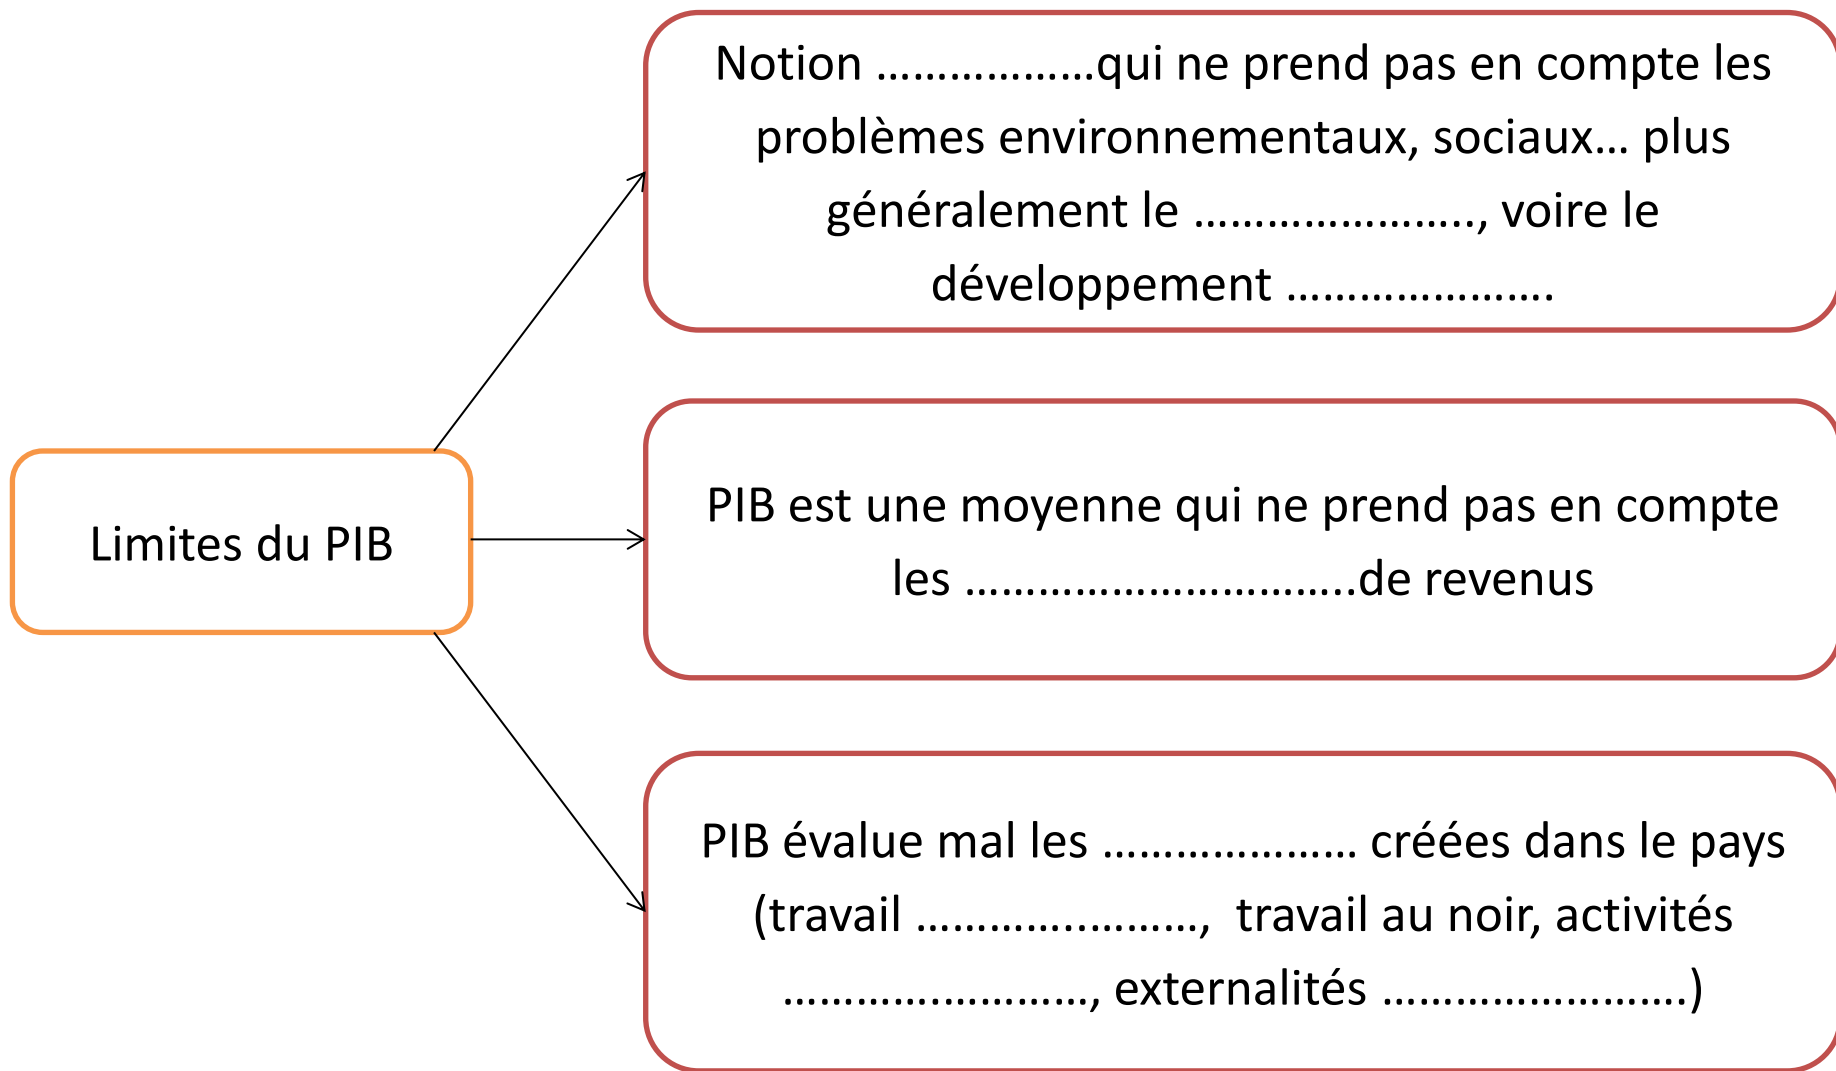 Notion ………………qui ne prend pas en compte les
problèmes environnementaux, sociaux… plus
généralement le ………………….., voire le
développement ………………….
Limites du PIB
PIB est une moyenne qui ne prend pas en compte
les …………………………..de revenus
PIB évalue mal les ………………… créées dans le pays
(travail …………..………, travail au noir, activités
………….…………, externalités …………………….)